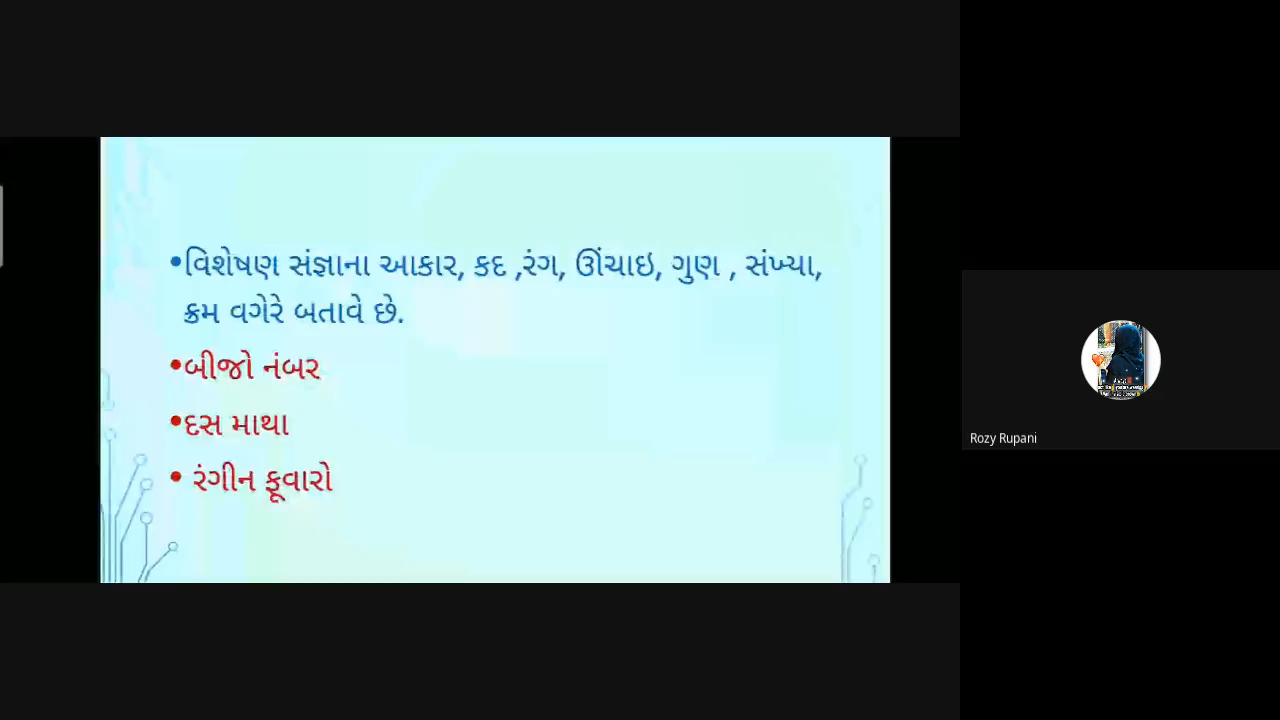 •વિશેષણ સંજ્ઞાના આકાર, કદ ,રંગ, ઊંચાઇ, ગુણ , સંખ્યા,
ક્રમ વગેરે બતાવે છે.
•બીજો નંબર
•દસ માથા
• રંગીન ફૂવારો
Rozy Rupani